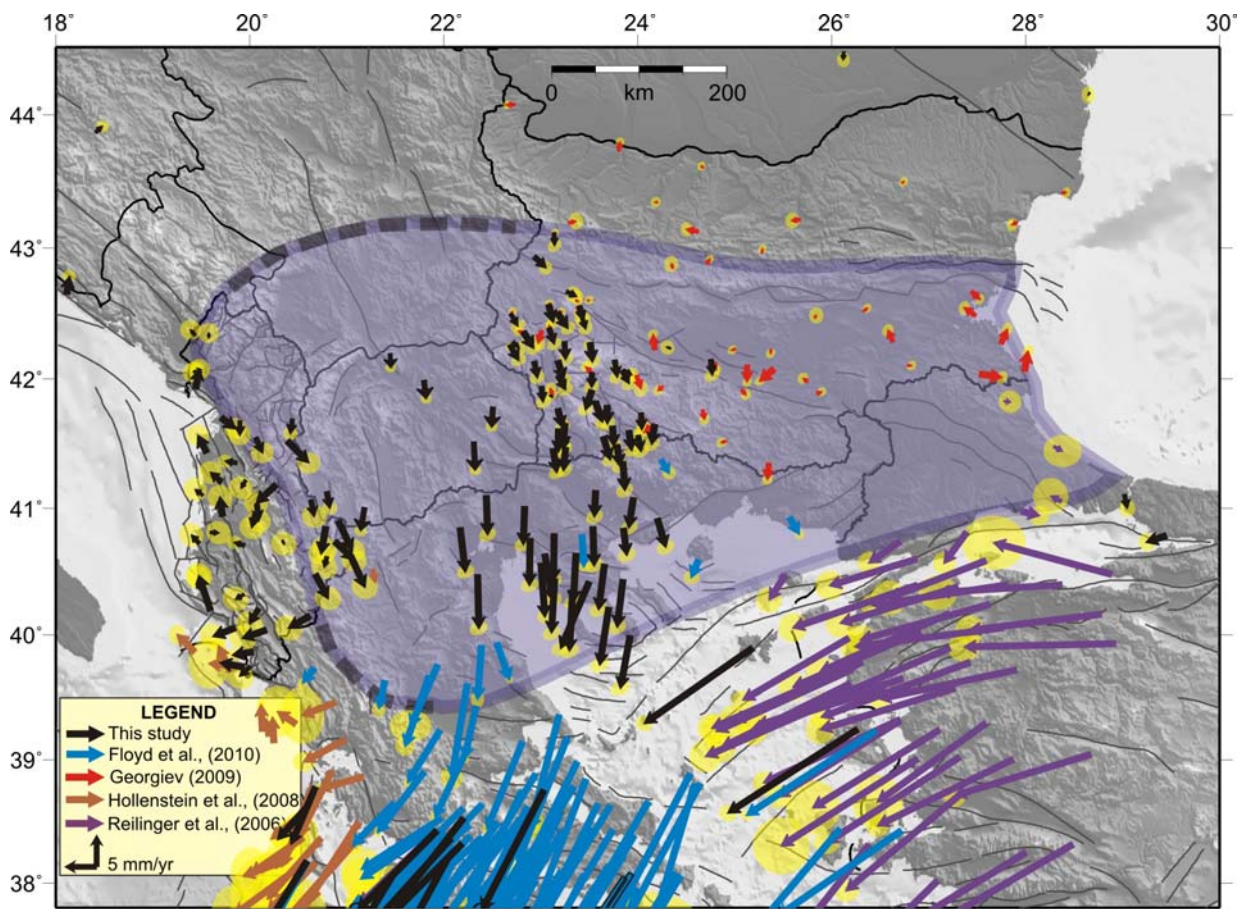 18˚ 20˚ 22˚ 24˚ 26˚ 28˚ 30˚
0 km 200
44˚
43˚
42˚
41˚
40˚
39˚
38˚
LEGEND
This study
Floyd et al., (2010)
Georgiev (2009)
Hollenstein et al., (2008
Reilinger et al., (2006)
5 mm/yr